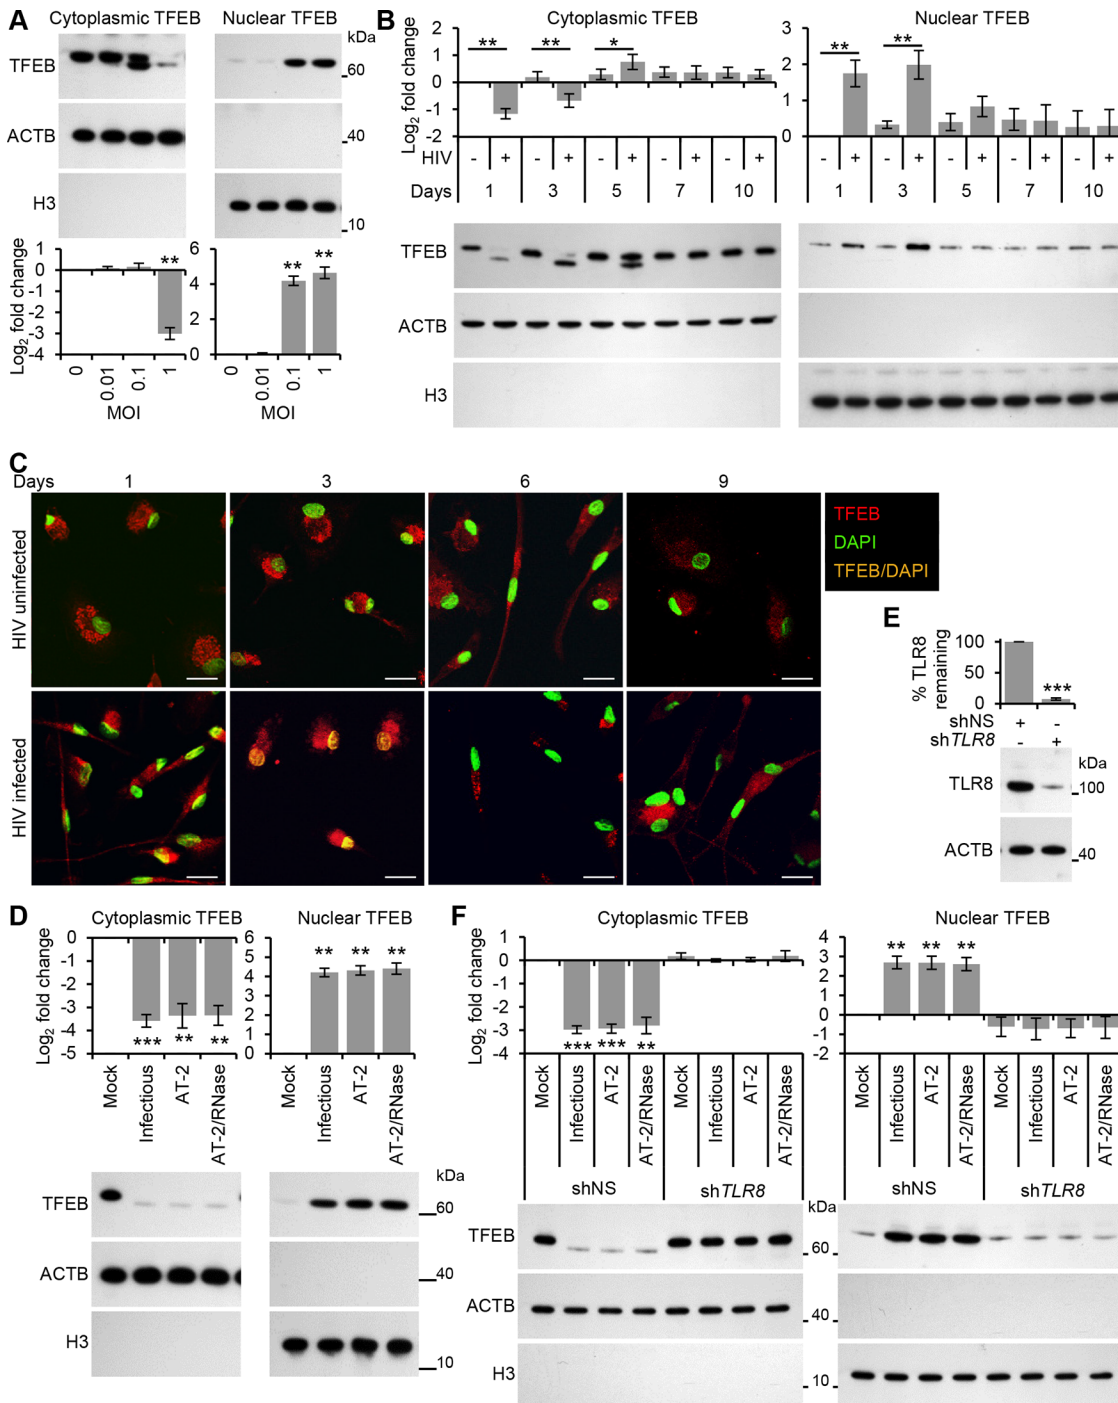 A
Cytoplasmic TFEB
Nuclear TFEB
kDa
TFEB
60
ACTB
40
H3
10
Log2 fold change
1
0
-1
-2
-3
-4
**
6
4
2
0
**
**
0
0.01
0.1
1
MOI
0
0.01
0.1
1
MOI
B
Cytoplasmic TFEB
Nuclear TFEB
Log2 fold change
2
1
0
-1
-2
**
**
*
3
2
1
0
**
**
HIV
- + - + - + - + - +
- + - + - + - + - +
Days
1 3 5 7 10
1 3 5 7 10
TFEB
ACTB
H3
C
Days
1
3
6
9
HIV uninfected
HIV infected
TFEB
DAPI
TFEB/DAPI
E
% TLR8 remaining
100
50
0
***
shNS + -
shTLR8 - +
kDa
TLR8
100
ACTB
40
D
Cytoplasmic TFEB
Nuclear TFEB
Log2 fold change
0
-1
-2
-3
-4
-5
***
**
**
6
5
4
3
2
1
0
**
**
**
Mock
Infectious
AT-2
AT-2/RNase
Mock
Infectious
AT-2
AT-2/RNase
kDa
TFEB
60
ACTB
40
H3
10
F
Cytoplasmic TFEB
Nuclear TFEB
Log2 fold change
1
0
-1
-2
-3
-4
***
***
**
4
3
2
1
0
-1
-2
**
**
**
Mock
Infectious
AT-2
AT-2/RNase
Mock
Infectious
AT-2
AT-2/RNase
Mock
Infectious
AT-2
AT-2/RNase
Mock
Infectious
AT-2
AT-2/RNase
shNS
shTLR8
shNS
shTLR8
kDa
TFEB
60
ACTB
40
H3
10